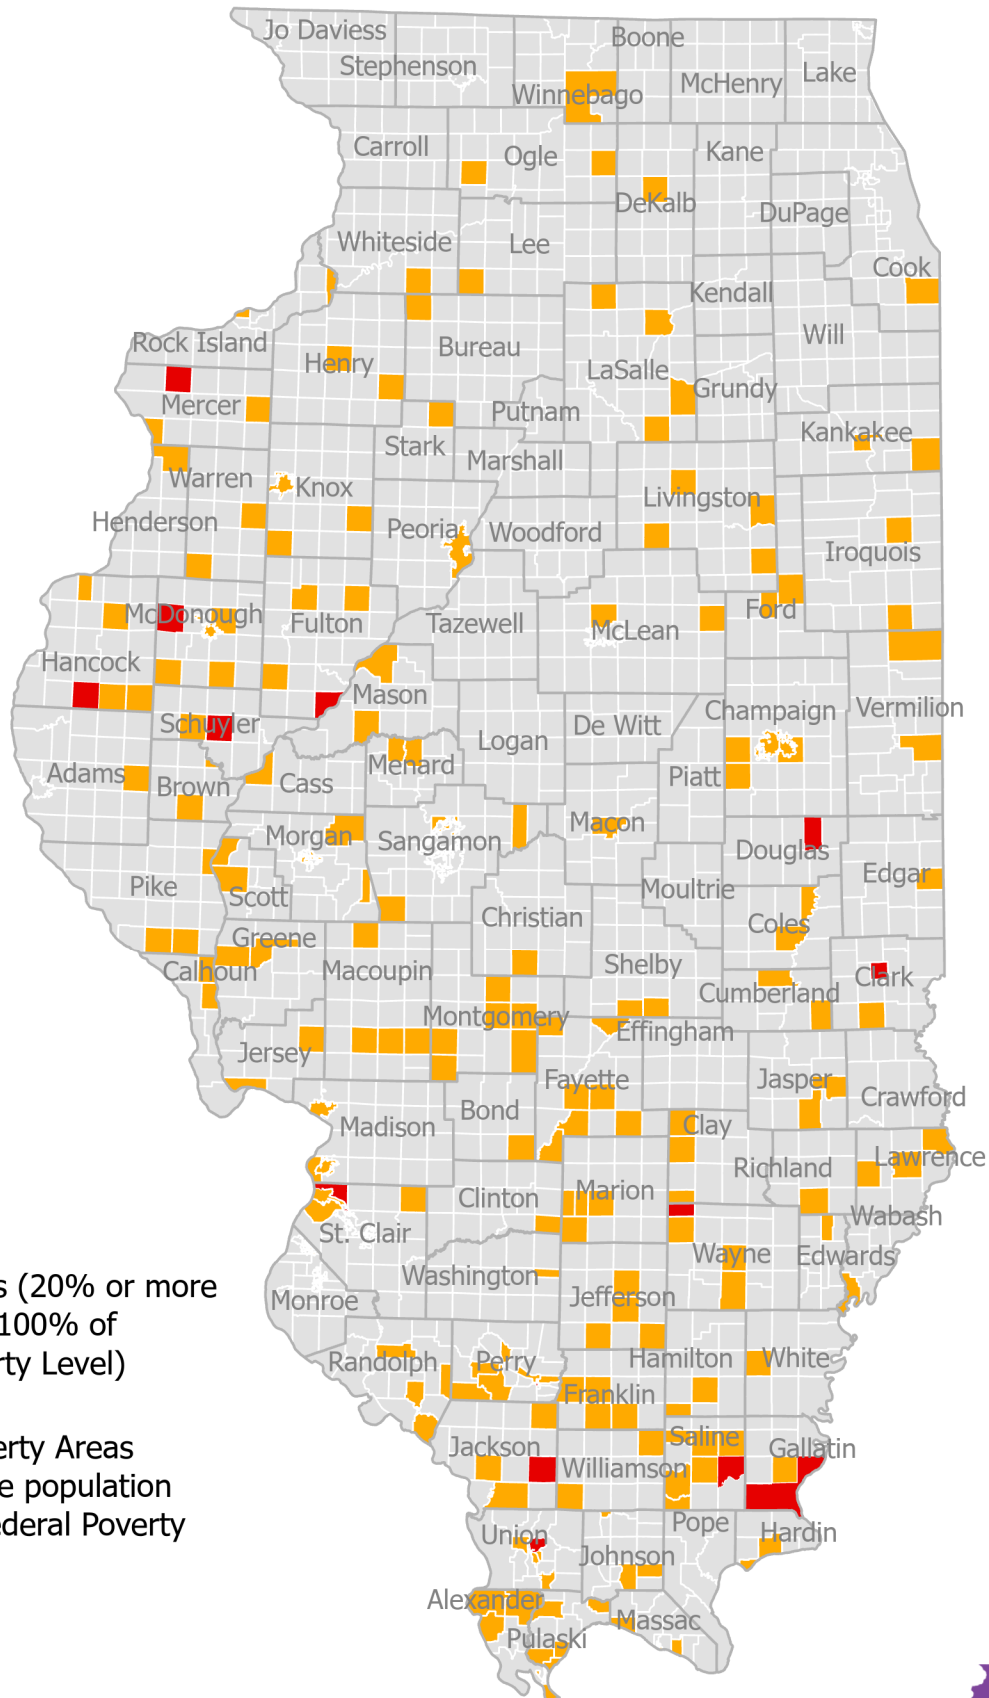 Jo Daviess
Boone
Stephenson
Lake
McHenry
Winnebago
Carroll
Ogle
Kane
DeKalb
DuPage
Whiteside
Lee
Cook
Kendall
Rock Island
Will
Bureau
Henry
LaSalle
Grundy
Mercer
Putnam
Kankakee
Stark
Marshall
Warren
Knox
Livingston
Henderson
Peoria
Woodford
Iroquois
McDonough
Fulton
Tazewell
McLean
Ford
Hancock
Mason
Schuyler
De Witt
Champaign
Vermilion
Logan
Adams
Brown
Cass
Menard
Piatt
Morgan
Sangamon
Macon
Douglas
Edgar
Pike
Scott
Moultrie
Christian
Coles
Greene
Calhoun
Macoupin
Shelby
Clark
Cumberland
Montgomery
Effingham
Jersey
Fayette
Jasper
Crawford
Bond
Madison
Clay
Richland
Lawrence
Clinton
Marion
Wabash
St. Clair
Wayne
Edwards
Washington
s (20% or more
Monroe
Jefferson
100% of
rty Level)
Randolph
Perry
Hamilton
White
Franklin
erty Areas
Jackson
Saline
Gallatin
Williamson
e population
ederal Poverty
Union
Pope
Hardin
Johnson
Alexander
Massac
Pulaski